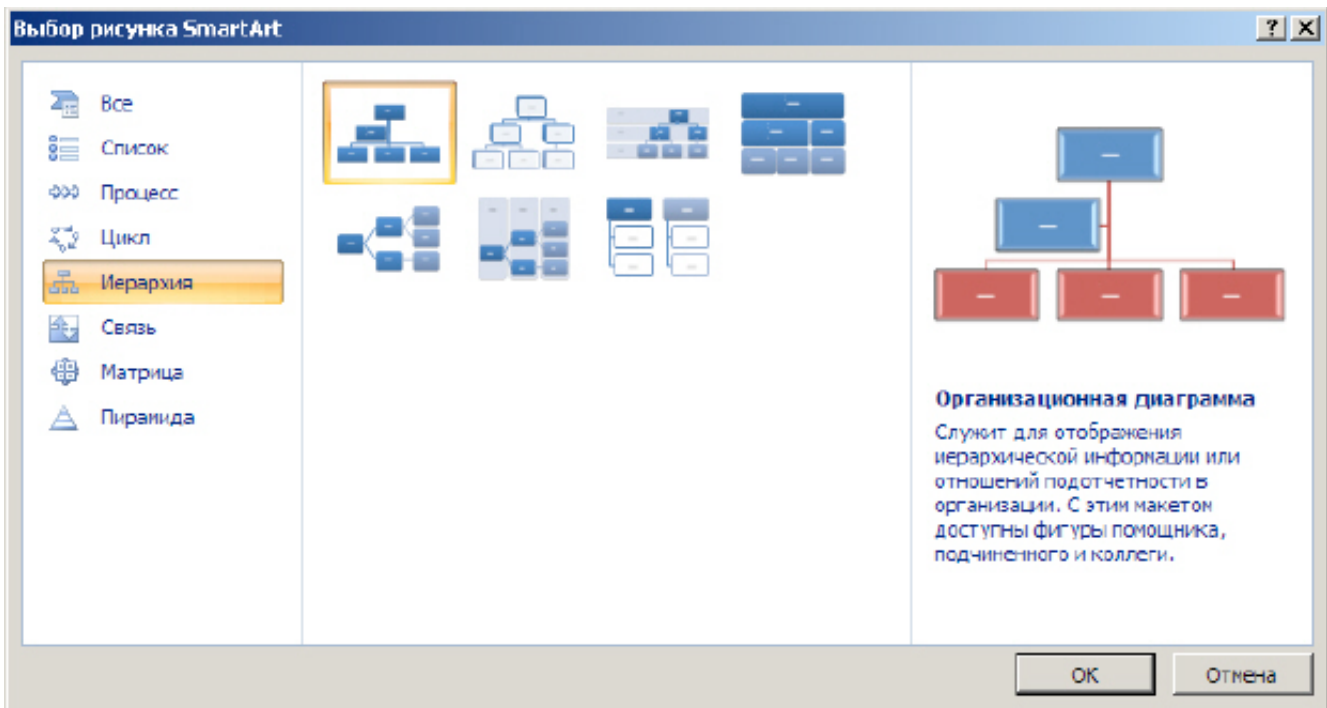 Выбор рисунка SmartArt
Все
Список
Процесс
Цикл
Иерархия
Связь
Матрица
Пирамида
Организационная диаграмма
Служит для отображения
иерархической информации или
отношений подотчетности в
организации. С этим макетом
доступны фигуры помощника,
подчиненного и коллеги.
ОК
Отмена